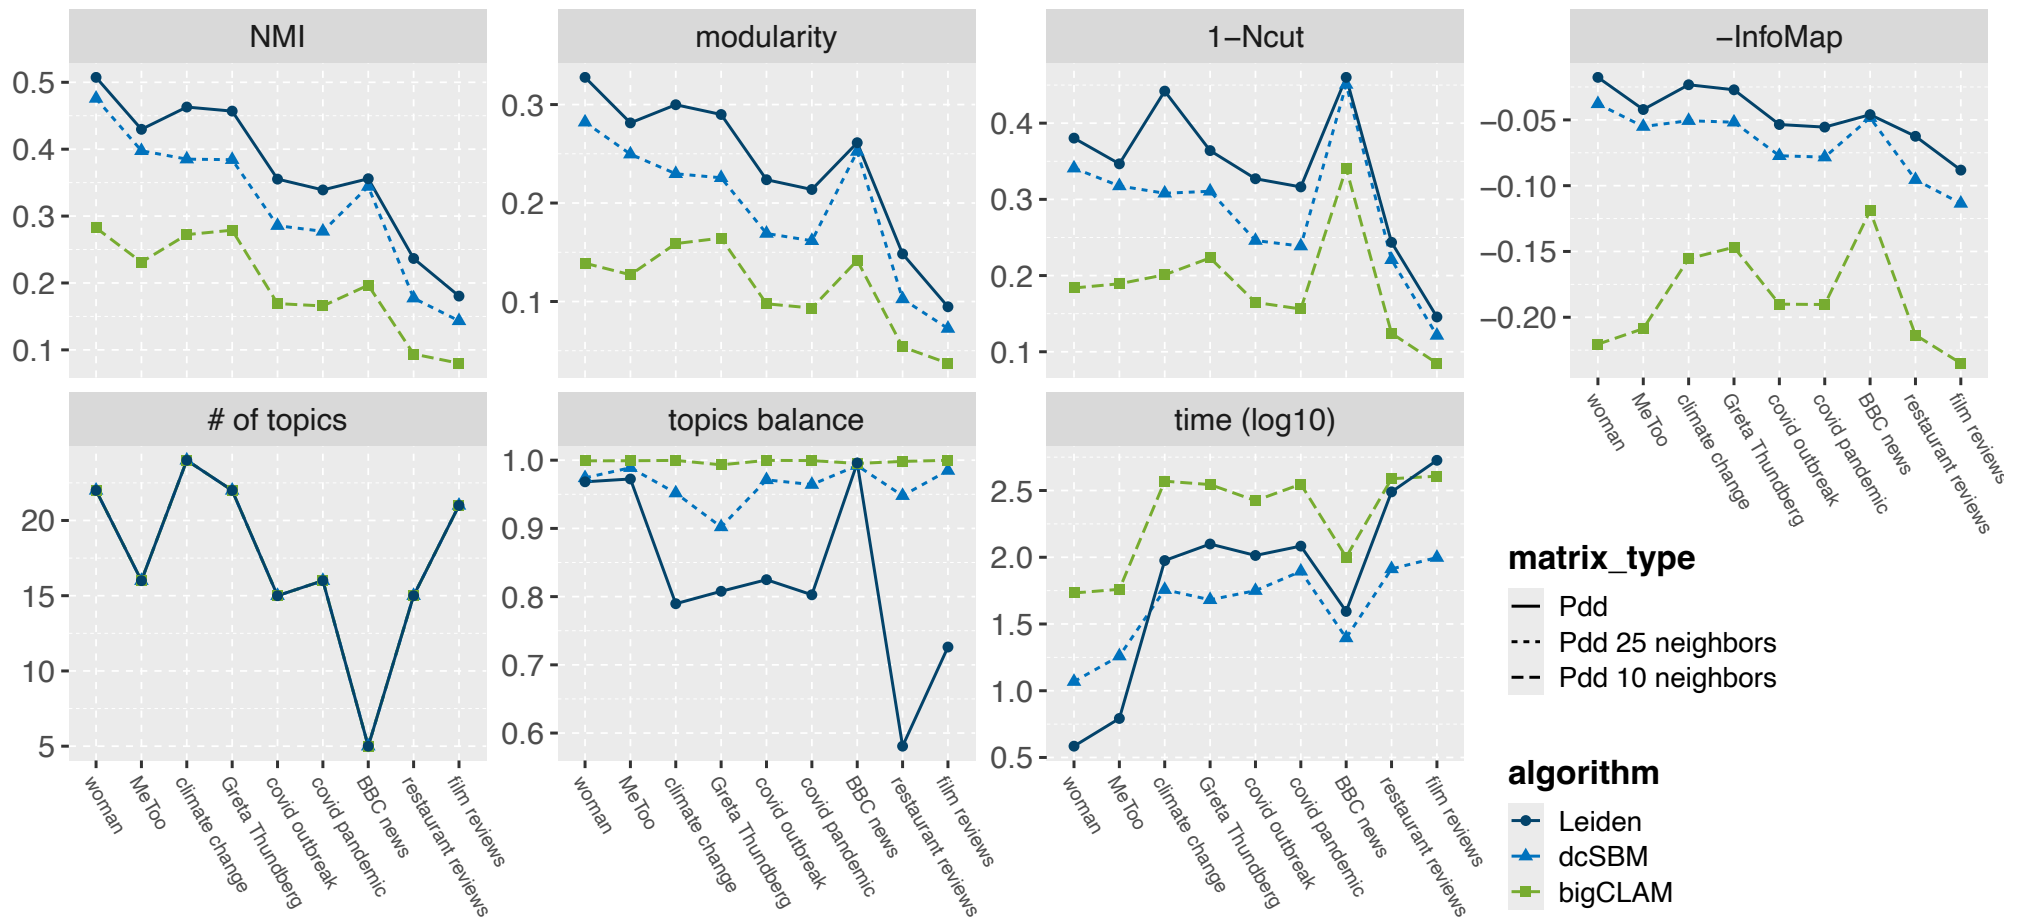 NMI
modularity
1−Ncut
−InfoMap
0.5
0.4
0.3
0.2
0.1
0.3
0.2
0.1
0.4
0.3
0.2
0.1
−0.05
−0.10
−0.15
−0.20
woman
MeToo
climate change
Greta Thundberg
covid outbreak
covid pandemic
BBC news
restaurant reviews
film reviews
# of topics
topics balance
time (log10)
20
15
10
5
1.0
0.9
0.8
0.7
0.6
2.5
2.0
1.5
1.0
0.5
woman
MeToo
climate change
Greta Thundberg
covid outbreak
covid pandemic
BBC news
restaurant reviews
film reviews
woman
MeToo
climate change
Greta Thundberg
covid outbreak
covid pandemic
BBC news
restaurant reviews
film reviews
woman
MeToo
climate change
Greta Thundberg
covid outbreak
covid pandemic
BBC news
restaurant reviews
film reviews
matrix_type
Pdd
Pdd 25 neighbors
Pdd 10 neighbors
algorithm
Leiden
dcSBM
bigCLAM